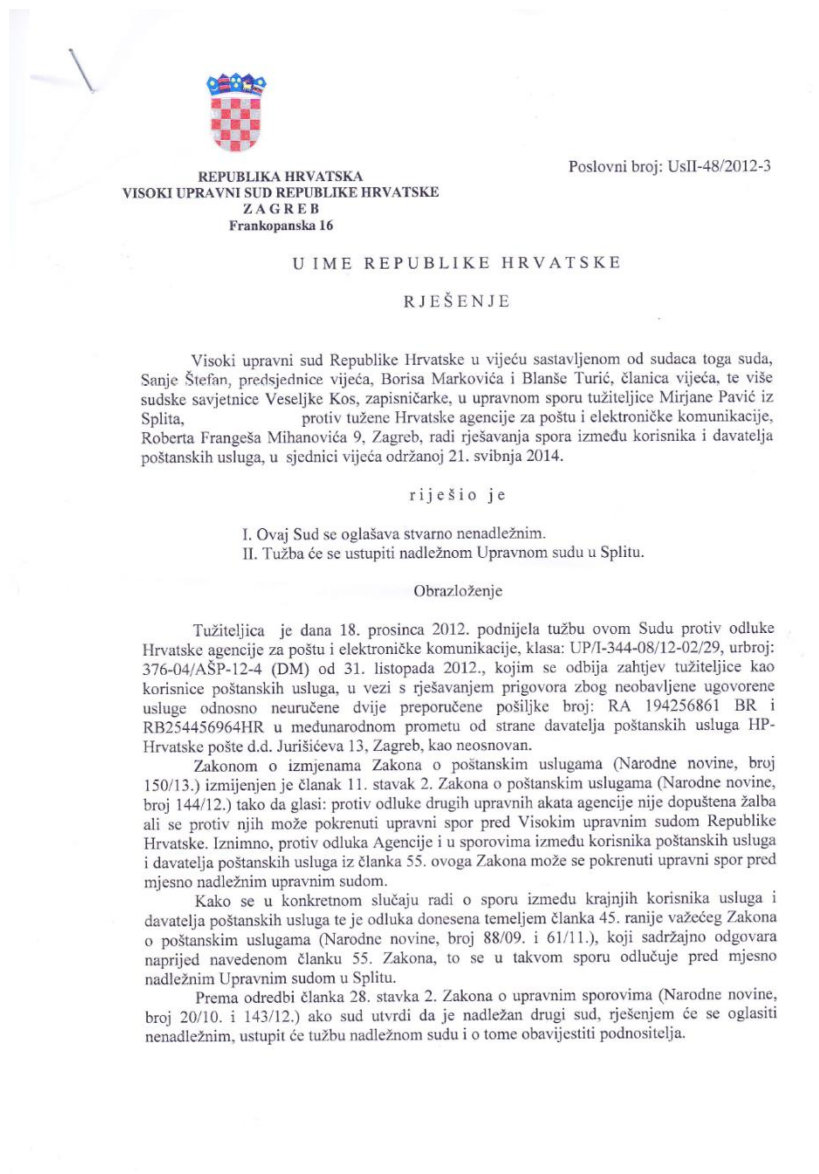 Poslovni broj: UsII-48/2012-3
REPUBLIKA HRVATSKA
VISOKI UPRAVNI SUD REPUBLIKE HRVATSKE
Z A G R E B
Frankopanska 16
U IME REPUBLIKE HRVATSKE
RJEŠENJE
Visoki upravni sud Republike Hrvatske u vijeću sastavljenom od sudaca toga suda,
Sanje Štefan, predsjednice vijeća, Borisa Markovića i Blanše Turić, članica vijeća, te više
sudske savjetnice Veseljke Kos, zapisničarke, u upravnom sporu tužiteljice Mirjane Pavić iz
Splita, protiv tužene Hrvatske agencije za poštu i elektroničke komunikacije,
Roberta Frangeša Mihanovića 9, Zagreb, radi rješavanja spora između korisnika i davatelja
poštanskih usluga, u sjednici vijeća održanoj 21. svibnja 2014.
riješio je
I. Ovaj Sud se oglašava stvarno nenadležnim.
II. Tužba će se ustupiti nadležnom Upravnom sudu u Splitu.
Obrazloženje
Tužiteljica je dana 18. prosinca 2012. podnijela tužbu ovom Sudu protiv odluke
Hrvatske agencije za poštu i elektroničke komunikacije, klasa: UP/I-344-08/12-02/29, urbroj:
376-04/AŠP-12-4 (DM) od 31. listopada 2012., kojim se odbija zahtjev tužiteljice kao
korisnice poštanskih usluga, u vezi s rješavanjem prigovora zbog neobavljene ugovorene
usluge odnosno neuručene dvije preporučene pošiljke broj: RA 194256861 BR i
RB254456964HR u međunarodnom prometu od strane davatelja poštanskih usluga HP-
Hrvatske pošte d.d. Jurišićeva 13, Zagreb, kao neosnovan.
Zakonom o izmjenama Zakona o poštanskim uslugama (Narodne novine, broj
150/13.) izmijenjen je članak 11. stavak 2. Zakona o poštanskim uslugama (Narodne novine,
broj 144/12.) tako da glasi: protiv odluke drugih upravnih akata agencije nije dopuštena žalba
ali se protiv njih može pokrenuti upravni spor pred Visokim upravnim sudom Republike
Hrvatske. Iznimno, protiv odluka Agencije i u sporovima između korisnika poštanskih usluga
i davatelja poštanskih usluga iz članka 55. ovoga Zakona može se pokrenuti upravni spor pred
mjesno nadležnim upravnim sudom.
Kako se u konkretnom slučaju radi o sporu između krajnjih korisnika usluga i
davatelja poštanskih usluga te je odluka donesena temeljem članka 45. ranije važećeg Zakona
o poštanskim uslugama (Narodne novine, broj 88/09. i 61/11.), koji sadržajno odgovara
naprijed navedenom članku 55. Zakona, to se u takvom sporu odlučuje pred mjesno
nadležnim Upravnim sudom u Splitu.
Prema odredbi članka 28. stavka 2. Zakona o upravnim sporovima (Narodne novine,
broj 20/10. i 143/12.) ako sud utvrdi da je nadležan drugi sud, rješenjem će se oglasiti
nenadležnim, ustupit će tužbu nadležnom sudu i o tome obavijestiti podnositelja.